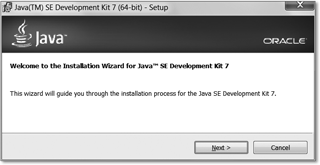 Java(TM) SE Development Kit 7 (64-bit) - Setup
Java
ORACLE
Welcome to the Installation Wizard for Java™ SE Development Kit 7
This wizard will guide you through the installation process for the Java SE Development Kit 7.
Next >
Cancel